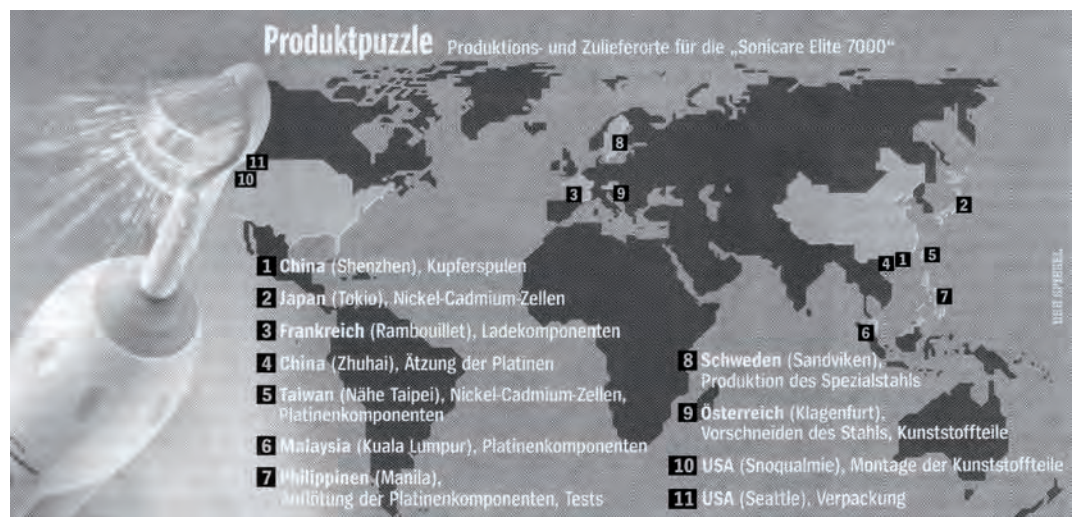 Produktpuzzle Produktions- und Zulieferorte für die „Sonicare Elite 7000“
11
10
8
3
9
2
4
1
5
7
6
1 China (Shenzhen), Kupferspulen
2 Japan (Tokio), Nickel-Cadmium-Zellen
3 Frankreich (Rambouillet), Ladekomponenten
4 China (Zhuhai), Ätzung der Platinen
5 Taiwan (Nähe Taipei), Nickel-Cadmium-Zellen,
Platinenkomponenten
6 Malaysia (Kuala Lumpur), Platinenkomponenten
7 Philippinen (Manila),
Anlötung der Platinenkomponenten, Tests
8 Schweden (Sandviken),
Produktion des Spezialstahls
9 Österreich (Klagenfurt),
Vorschneiden des Stahls, Kunststoffteile
10 USA (Snoqualmie), Montage der Kunststoffteile
11 USA (Seattle), Verpackung
DER SPIEGEL